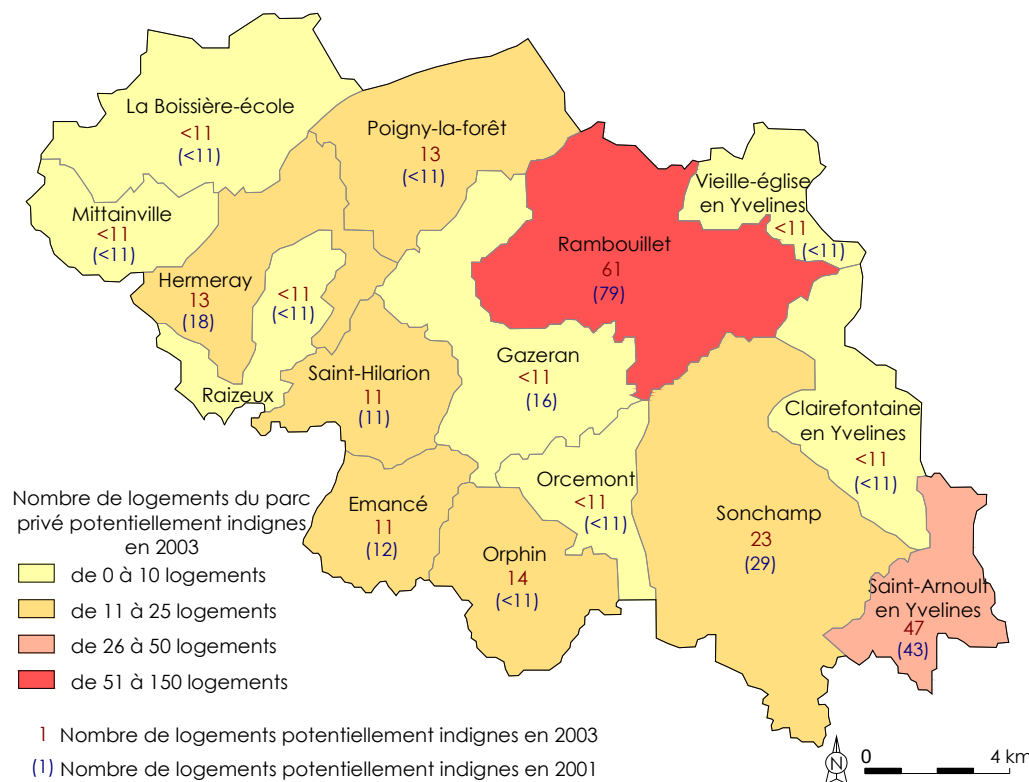 La Boissière-école
<11
(<11)
Poigny-la-forêt
13
(<11)
Mittainville
<11
(<11)
Vieille-église
en Yvelines
<11
(<11)
Rambouillet
61
(79)
Hermeray
13
(18)
<11
(<11)
Raizeux
Saint-Hilarion
11
(11)
Gazeran
<11
(16)
Clairefontaine
en Yvelines
<11
(<11)
Orcemont
<11
(<11)
Emancé
11
(12)
Orphin
14
(<11)
Sonchamp
23
(29)
Saint-Arnoult
en Yvelines
47
(43)
Nombre de logements du parc
privé potentiellement indignes
en 2003
de 0 à 10 logements
de 11 à 25 logements
de 26 à 50 logements
de 51 à 150 logements
1 Nombre de logements potentiellement indignes en 2003
(1) Nombre de logements potentiellement indignes en 2001
N
0 4 km